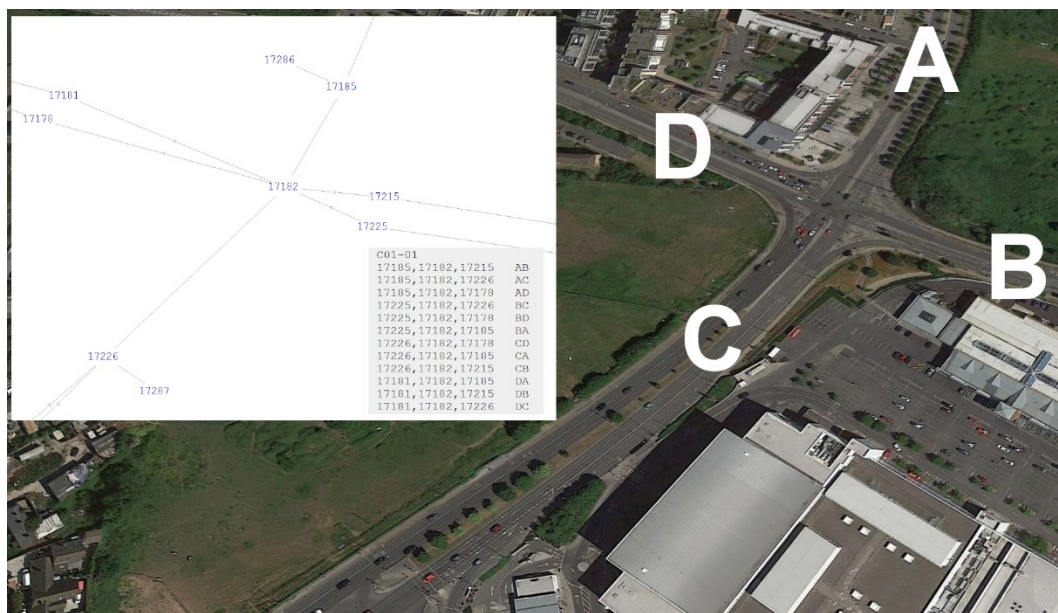 17286
17185
17181
17178
17182
17215
17225
17226
17287
C01-01
17185,17182,17215 AB
17185,17182,17226 AC
17185,17182,17178 AD
17225,17182,17226 BC
17225,17182,17178 BD
17225,17182,17185 BA
17226,17182,17178 CD
17226,17182,17185 CA
17226,17182,17215 CB
17181,17182,17185 DA
17181,17182,17215 DB
17181,17182,17226 DC
A
D
B
C